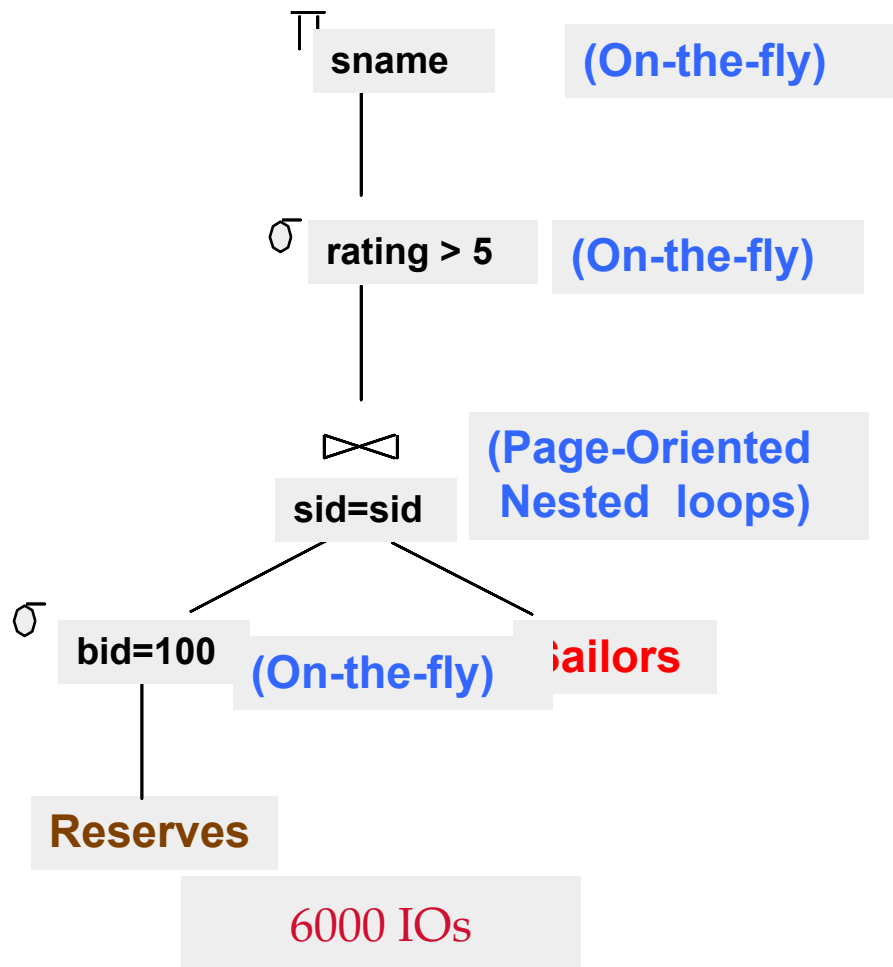 π sname (On-the-fly)
σ rating > 5 (On-the-fly)
⋈ (Page-Oriented
Nested loops)
sid=sid
σ bid=100 (On-the-fly) Sailors
Reserves
6000 IOs